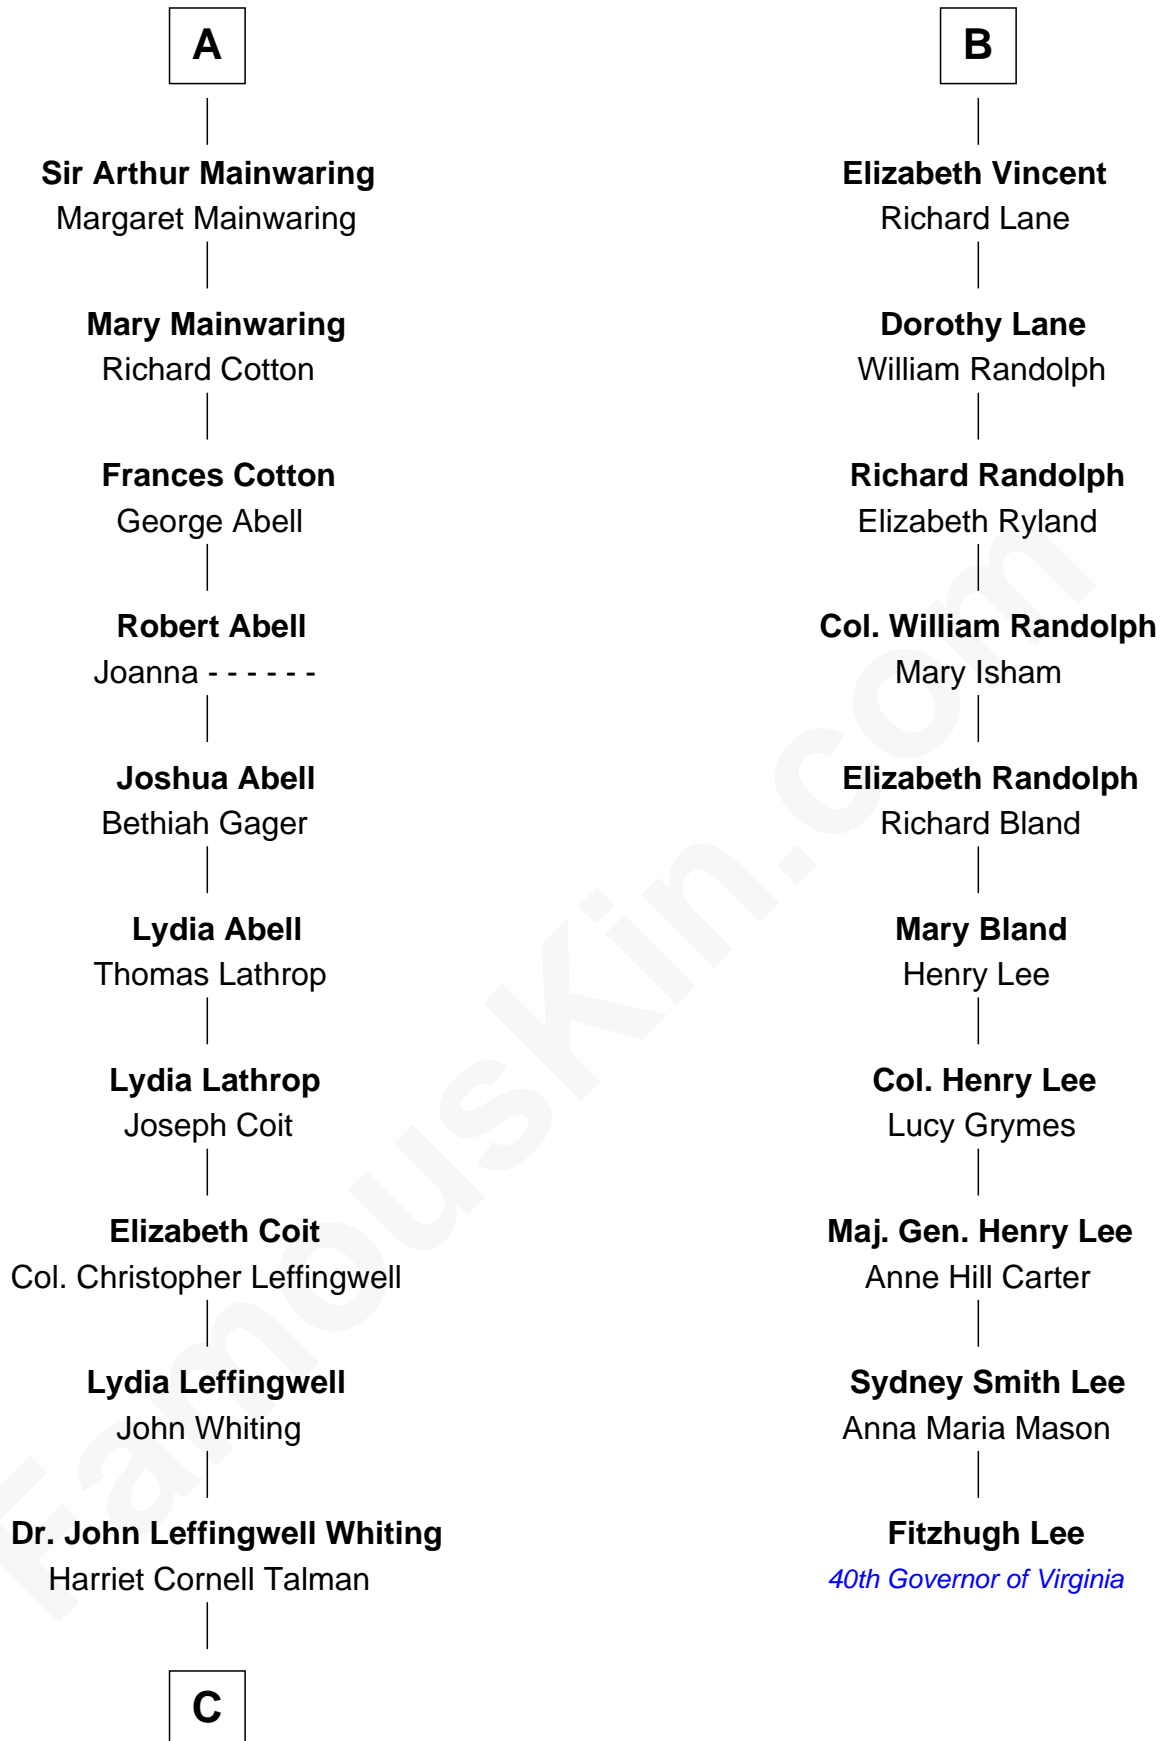 A
Sir Arthur Mainwaring
Margaret Mainwaring
Mary Mainwaring
Richard Cotton
Frances Cotton
George Abell
Robert Abell
Joanna - - - - - -
Joshua Abell
Bethiah Gager
Lydia Abell
Thomas Lathrop
Lydia Lathrop
Joseph Coit
Elizabeth Coit
Col. Christopher Leffingwell
Lydia Leffingwell
John Whiting
Dr. John Leffingwell Whiting
Harriet Cornell Talman
C
B
Elizabeth Vincent
Richard Lane
Dorothy Lane
William Randolph
Richard Randolph
Elizabeth Ryland
Col. William Randolph
Mary Isham
Elizabeth Randolph
Richard Bland
Mary Bland
Henry Lee
Col. Henry Lee
Lucy Grymes
Maj. Gen. Henry Lee
Anne Hill Carter
Sydney Smith Lee
Anna Maria Mason
Fitzhugh Lee
40th Governor of Virginia
FamousKin.com